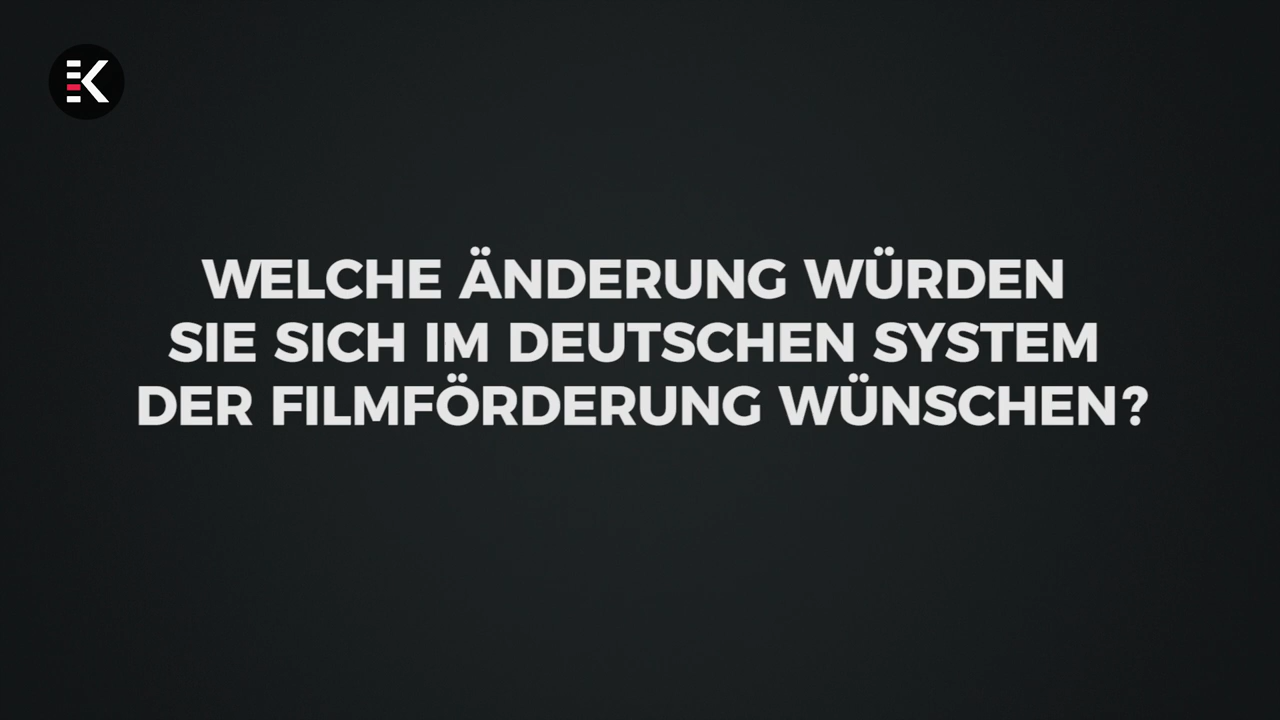 K
WELCHE ÄNDERUNG WÜRDEN
SIE SICH IM DEUTSCHEN SYSTEM
DER FILMFÖRDERUNG WÜNSCHEN?